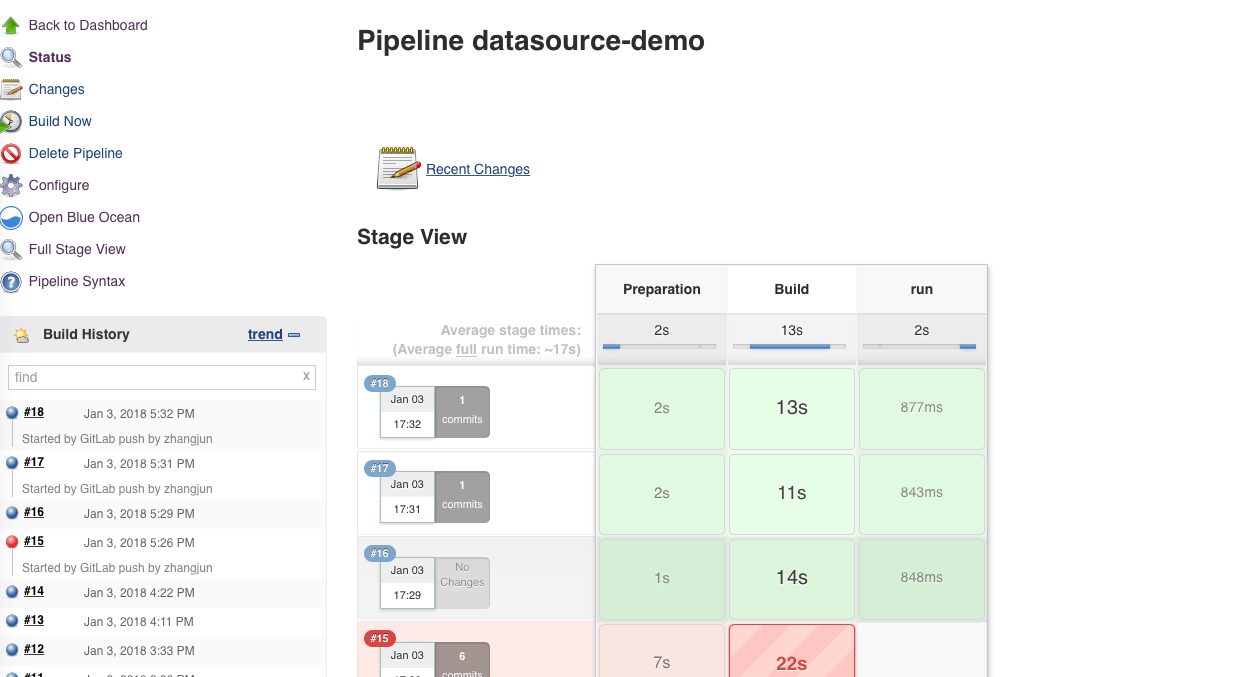 Back to Dashboard
Status
Changes
Build Now
Delete Pipeline
Configure
Open Blue Ocean
Full Stage View
Pipeline Syntax
Build History trend
find x
#18 Jan 3, 2018 5:32 PM
Started by GitLab push by zhangjun
#17 Jan 3, 2018 5:31 PM
Started by GitLab push by zhangjun
#16 Jan 3, 2018 5:29 PM
#15 Jan 3, 2018 5:26 PM
Started by GitLab push by zhangjun
#14 Jan 3, 2018 4:22 PM
#13 Jan 3, 2018 4:11 PM
#12 Jan 3, 2018 3:33 PM
Pipeline datasource-demo
Recent Changes
Stage View
Preparation Build run
Average stage times: 2s 13s 2s
(Average full run time: ~17s)
#18
Jan 03 1
17:32 commits
2s 13s 877ms
#17
Jan 03 1
17:31 commits
2s 11s 843ms
#16
Jan 03 No
17:29 Changes
1s 14s 848ms
#15
Jan 03 6
commits
7s 22s